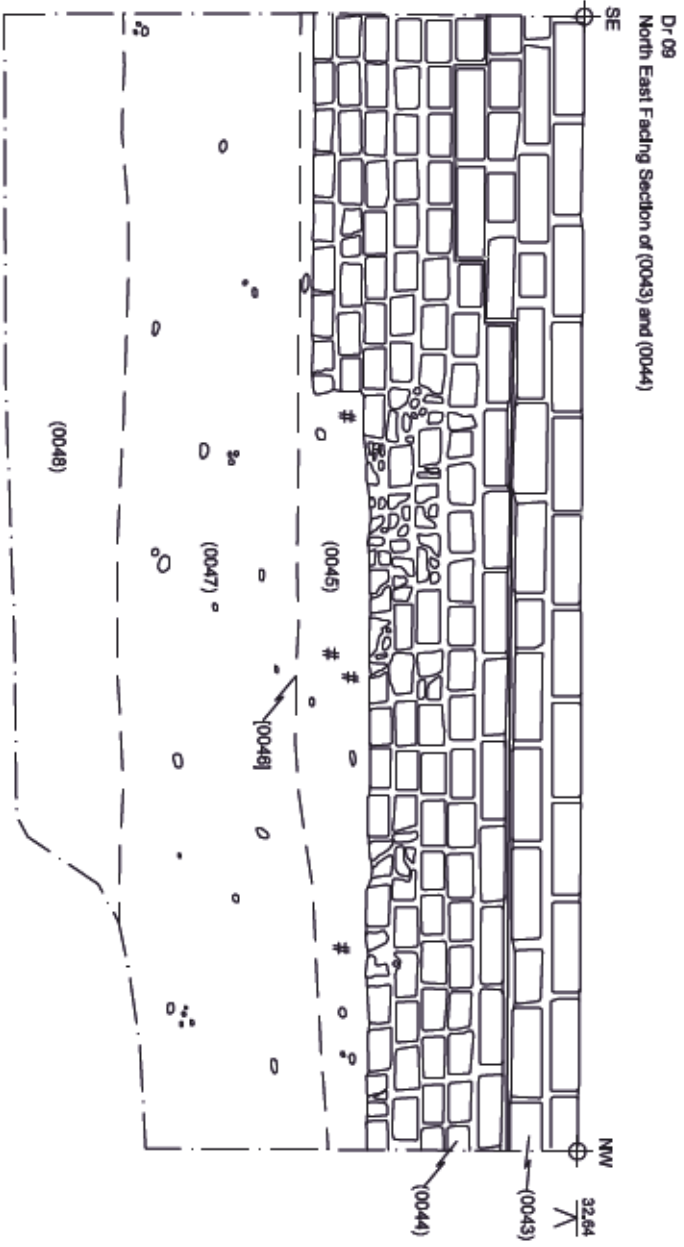 Dr 09
North East Facing Section of (0043) and (0044)
SE
NW
32.64
(0043)
(0044)
(0045)
[0046]
(0047)
(0048)
#
#
#
#